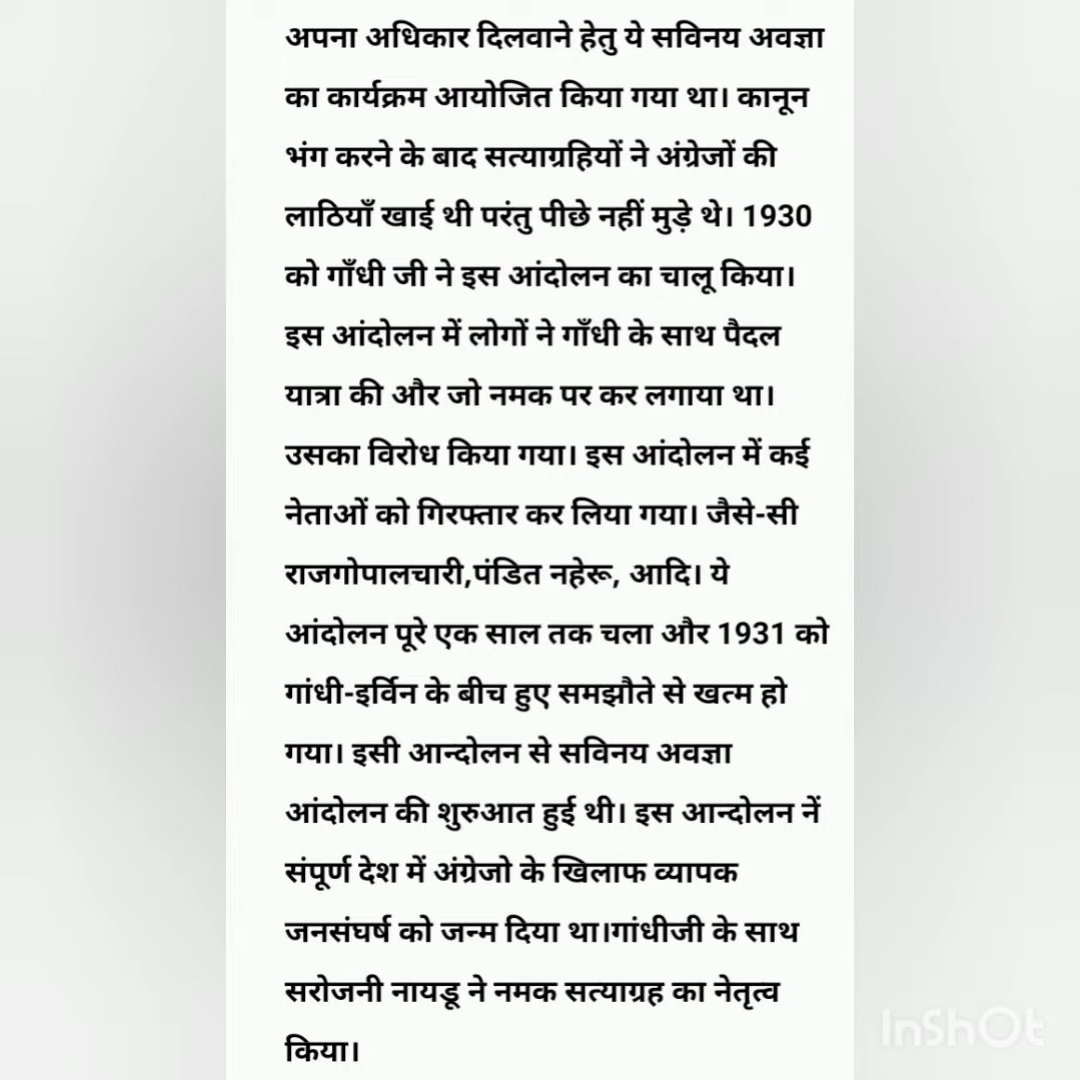 अपना अधिकार दिलवाने हेतु ये सविनय अवज्ञा
का कार्यक्रम आयोजित किया गया था। कानून
भंग करने के बाद सत्याग्रहियों ने अंग्रेजों की
लाठियाँ खाई थी परंतु पीछे नहीं मुड़े थे। 1930
को गाँधी जी ने इस आंदोलन का चालू किया।
इस आंदोलन में लोगों ने गाँधी के साथ पैदल
यात्रा की और जो नमक पर कर लगाया था।
उसका विरोध किया गया। इस आंदोलन में कई
नेताओं को गिरफ्तार कर लिया गया। जैसे-सी
राजगोपालचारी,पंडित नहेरू, आदि। ये
आंदोलन पूरे एक साल तक चला और 1931 को
गांधी-इर्विन के बीच हुए समझौते से खत्म हो
गया। इसी आन्दोलन से सविनय अवज्ञा
आंदोलन की शुरुआत हुई थी। इस आन्दोलन नें
संपूर्ण देश में अंग्रेजो के खिलाफ व्यापक
जनसंघर्ष को जन्म दिया था।गांधीजी के साथ
सरोजनी नायडू ने नमक सत्याग्रह का नेतृत्व
किया।
InShOt